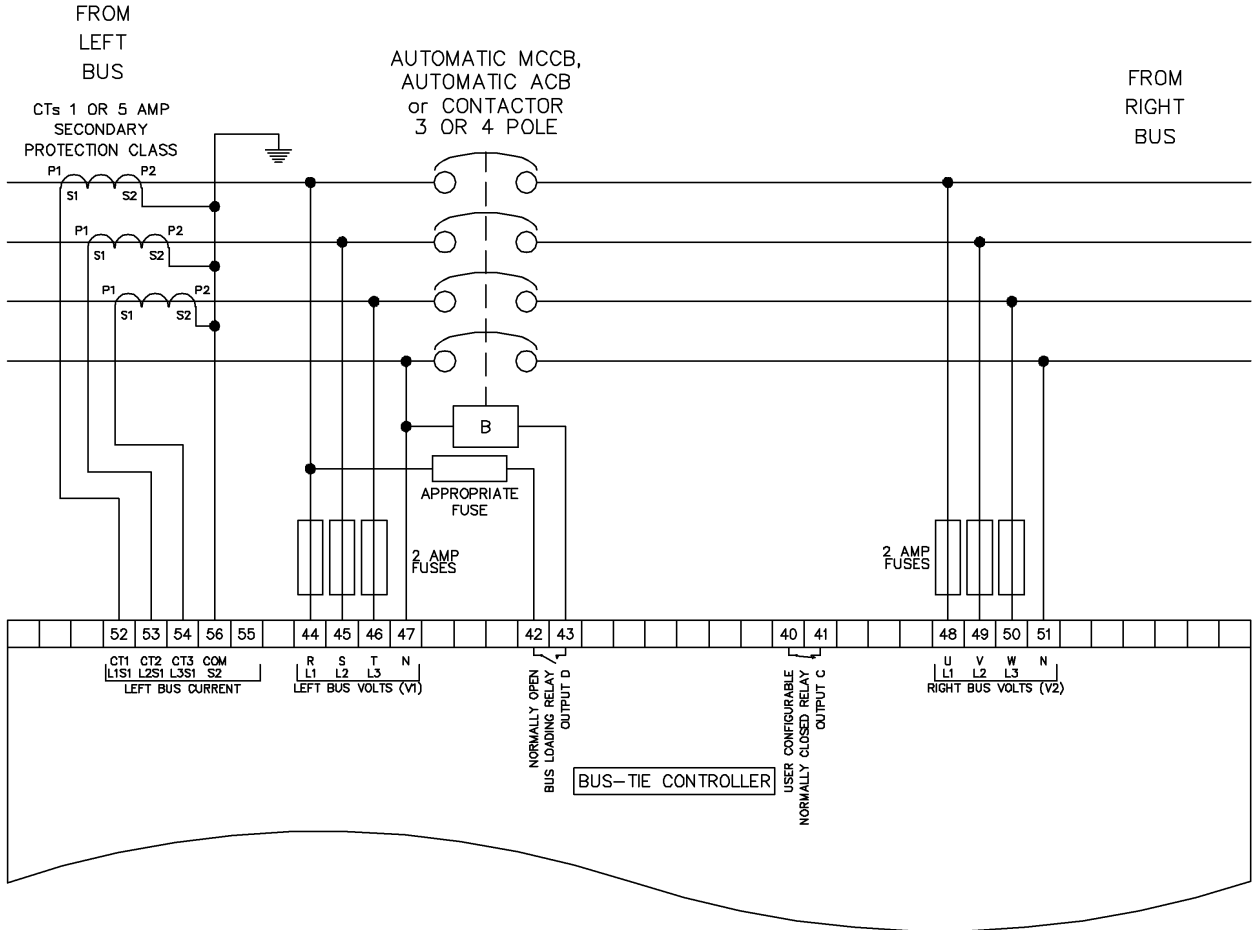 FROM
LEFT
BUS
CTs 1 OR 5 AMP
SECONDARY
PROTECTION CLASS
AUTOMATIC MCCB,
AUTOMATIC ACB
or CONTACTOR
3 OR 4 POLE
FROM
RIGHT
BUS
P1 P2
S1 S2
P1 P2
S1 S2
P1 P2
S1 S2
B
APPROPRIATE
FUSE
2 AMP
FUSES
2 AMP
FUSES
52 53 54 56 55 44 45 46 47 42 43 40 41 48 49 50 51
CT1 CT2 CT3 COM
L1S1 L2S1 L3S1 S2
LEFT BUS CURRENT
R S T N
L1 L2 L3
LEFT BUS VOLTS (V1)
NORMALLY OPEN
BUS LOADING RELAY
OUTPUT D
BUS-TIE CONTROLLER
USER CONFIGURABLE
NORMALLY CLOSED RELAY
OUTPUT C
U V W N
L1 L2 L3
RIGHT BUS VOLTS (V2)